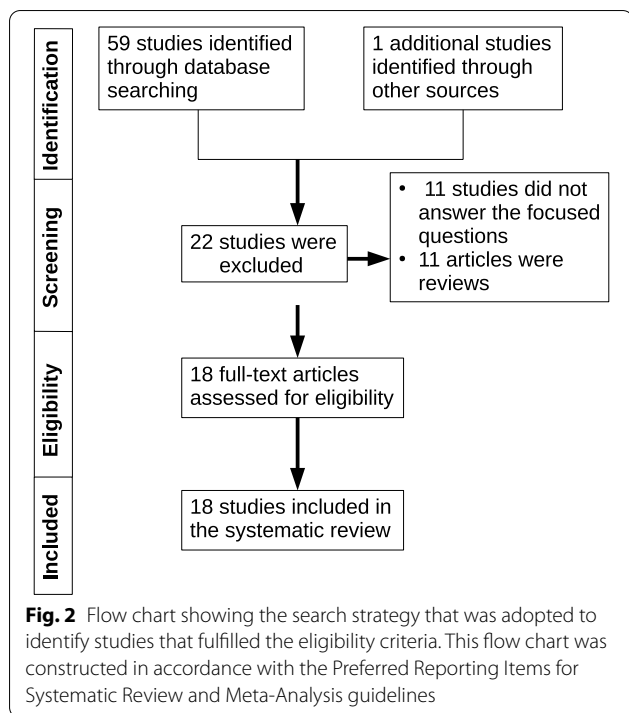 Identification
59 studies identified
through database
searching
1 additional studies
identified through
other sources
Screening
22 studies were
excluded
• 11 studies did not
answer the focused
questions
• 11 articles were
reviews
Eligibility
18 full-text articles
assessed for eligibility
Included
18 studies included in
the systematic review
Fig. 2 Flow chart showing the search strategy that was adopted to
identify studies that fulfilled the eligibility criteria. This flow chart was
constructed in accordance with the Preferred Reporting Items for
Systematic Review and Meta-Analysis guidelines